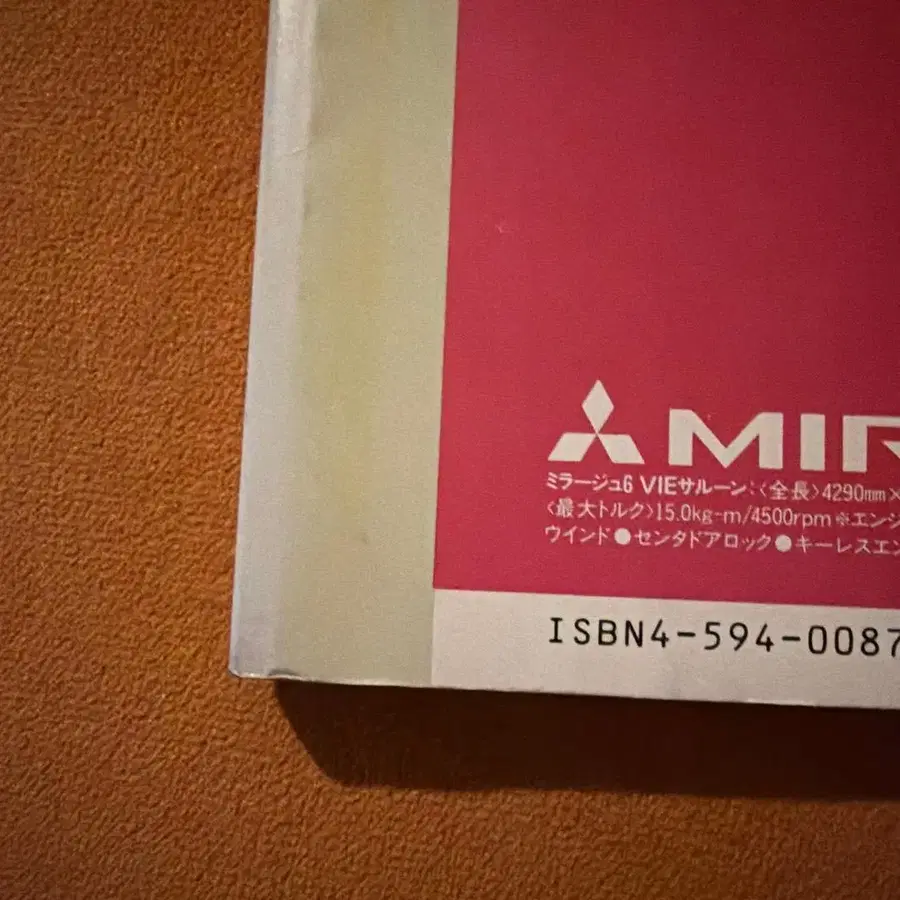 MIR
ミラージュ6 VIEサルーン:〈全長〉4290mm×
〈最大トルク〉15.0kg-m/4500rpm※エンジ
ウインド●センタドアロック●キーレスエン
ISBN4-594-0087